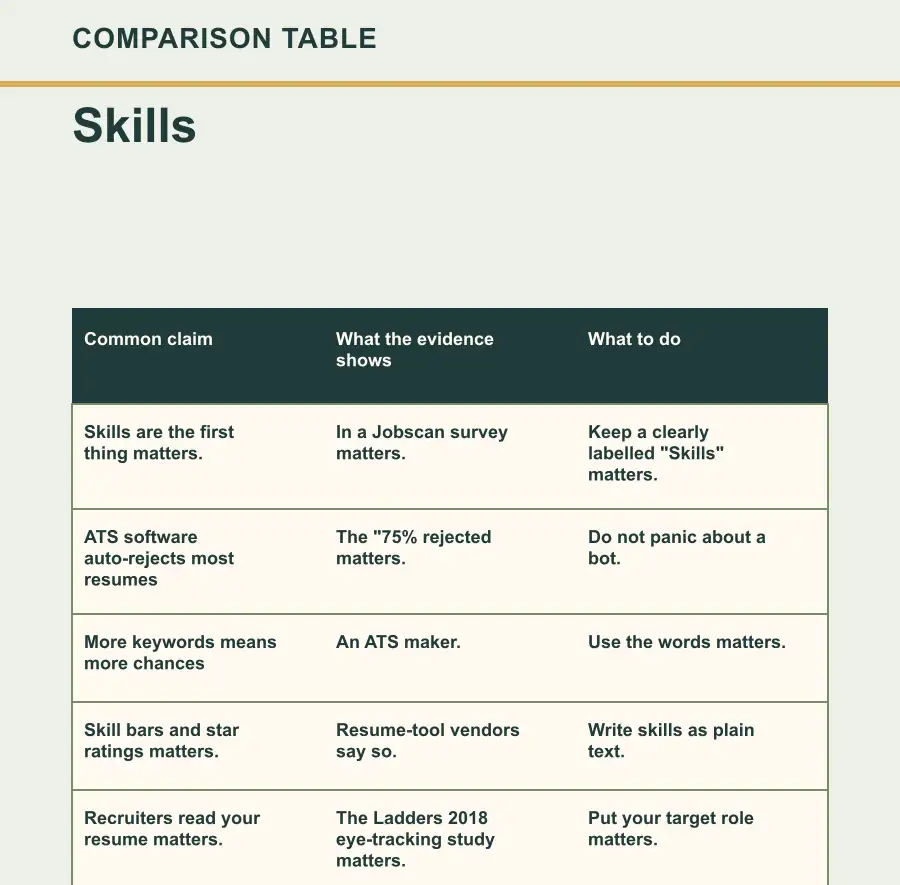 COMPARISON TABLE
Skills
Common claim
What the evidence
shows
What to do
Skills are the first
thing matters.
In a Jobscan survey
matters.
Keep a clearly
labelled "Skills"
matters.
ATS software
auto-rejects most
resumes
The "75% rejected
matters.
Do not panic about a
bot.
More keywords means
more chances
An ATS maker.
Use the words matters.
Skill bars and star
ratings matters.
Resume-tool vendors
say so.
Write skills as plain
text.
Recruiters read your
resume matters.
The Ladders 2018
eye-tracking study
matters.
Put your target role
matters.